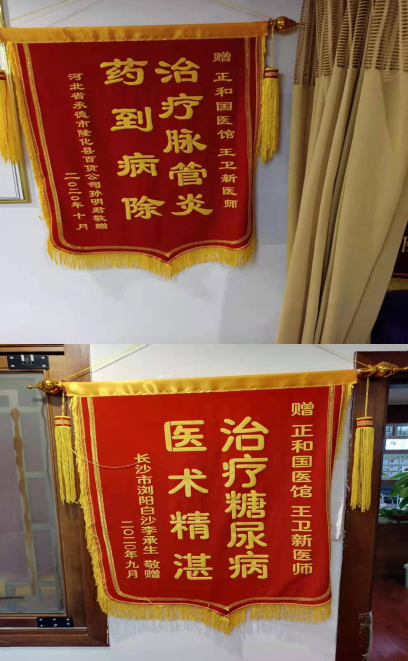 赠 正和国医馆 王卫新医师
治疗脉管炎
药到病除
河北省承德市隆化县百货公司孙明君敬赠
二〇二〇年十月
赠 正和国医馆 王卫新医师
治疗糖尿病
医术精湛
长沙市浏阳白沙李承生 敬赠
二〇二〇年九月